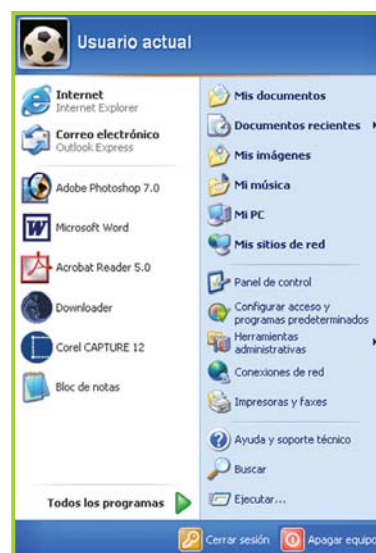 Usuario actual
Internet
Internet Explorer
Correo electrónico
Outlook Express
Adobe Photoshop 7.0
Microsoft Word
Acrobat Reader 5.0
Downloader
Corel CAPTURE 12
Bloc de notas
Todos los programas
Mis documentos
Documentos recientes
Mis imágenes
Mi música
Mi PC
Mis sitios de red
Panel de control
Configurar acceso y
programas predeterminados
Herramientas
administrativas
Conexiones de red
Impresoras y faxes
Ayuda y soporte técnico
Buscar
Ejecutar...
Cerrar sesión
Apagar equipo